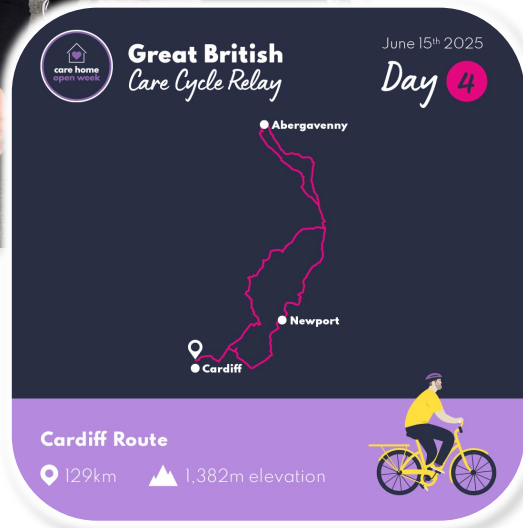 care home
open week
Great British
Care Cycle Relay
June 15th 2025
Day 4
Abergavenny
Newport
Cardiff
Cardiff Route
129km
1,382m elevation